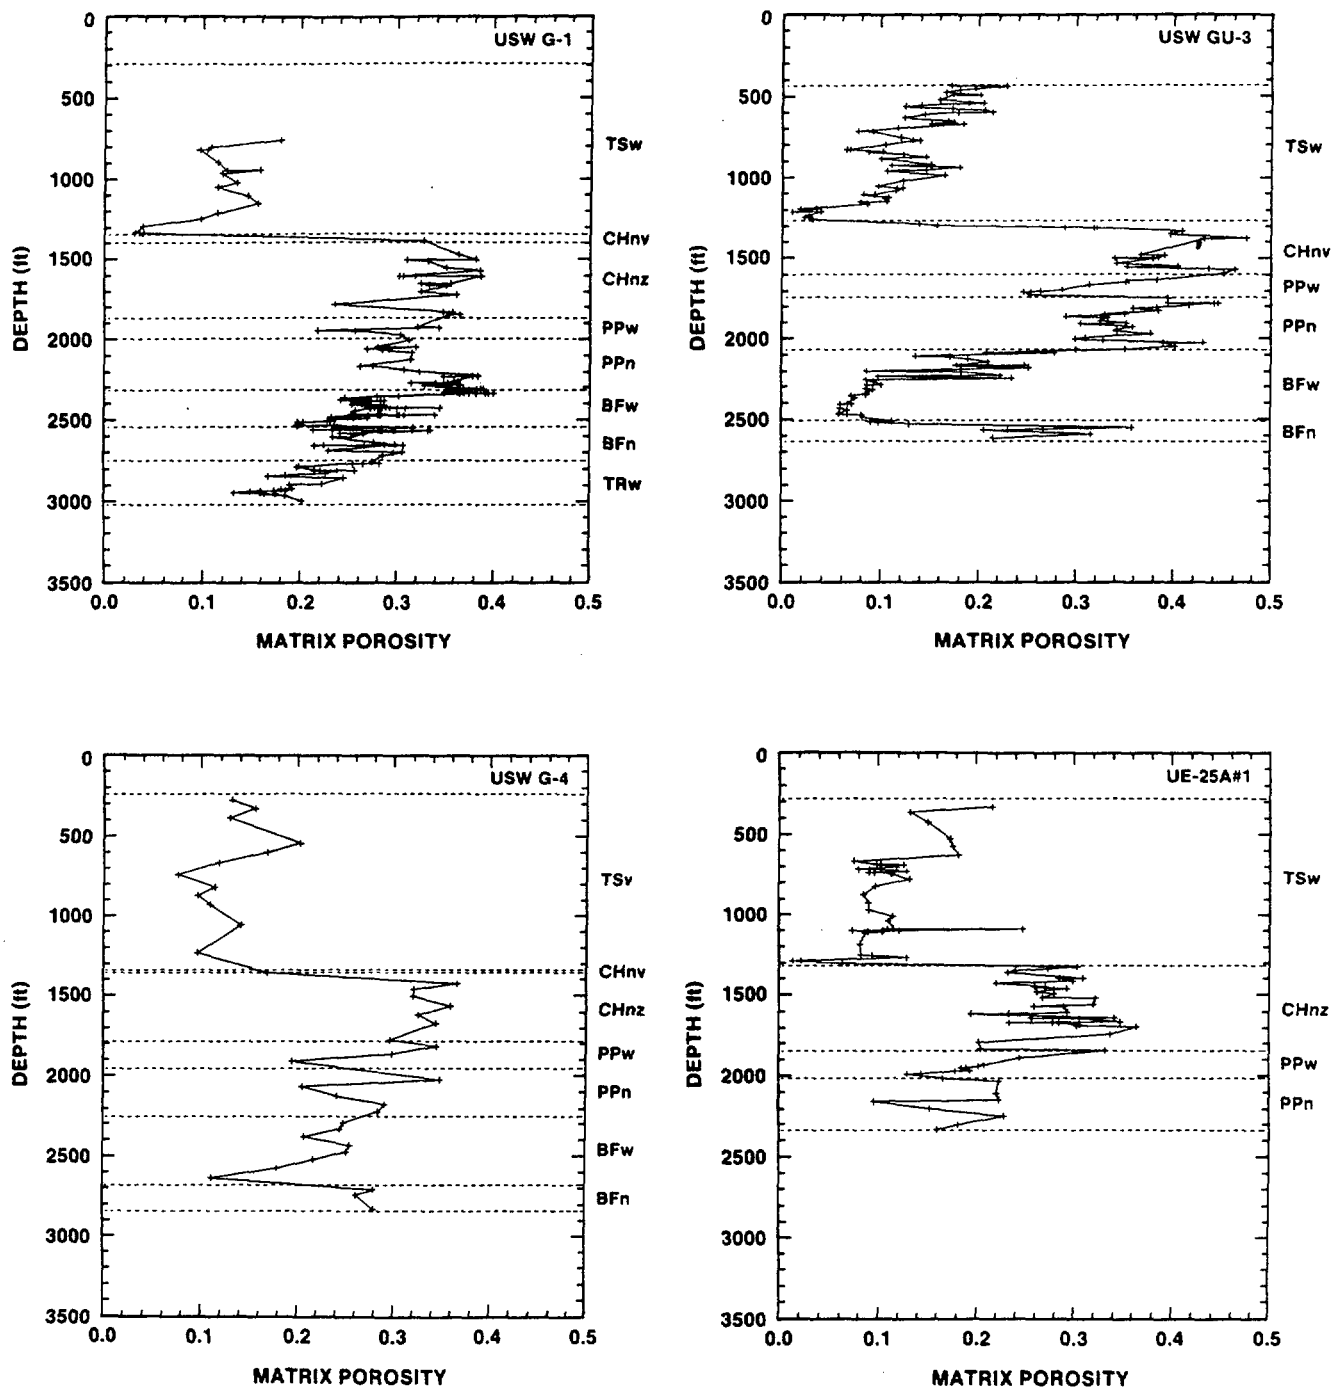 USW G-1
0
500
1000
1500
2000
2500
3000
3500
DEPTH (ft)
TSw
CHnv
CHnz
PPw
PPn
BFw
BFn
TRw
0.0 0.1 0.2 0.3 0.4 0.5
MATRIX POROSITY
USW GU-3
0
500
1000
1500
2000
2500
3000
3500
DEPTH (ft)
TSw
CHnv
PPw
PPn
BFw
BFn
0.0 0.1 0.2 0.3 0.4 0.5
MATRIX POROSITY
USW G-4
0
500
1000
1500
2000
2500
3000
3500
DEPTH (ft)
TSv
CHnv
CHnz
PPw
PPn
BFw
BFn
0.0 0.1 0.2 0.3 0.4 0.5
MATRIX POROSITY
UE-25A#1
0
500
1000
1500
2000
2500
3000
3500
DEPTH (ft)
TSw
CHnz
PPw
PPn
0.0 0.1 0.2 0.3 0.4 0.5
MATRIX POROSITY